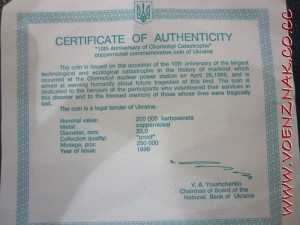 CERTIFICATE OF AUTHENTICITY
"10th Anniversary of Chornobyl Catastrophe"
coppernickel commemorative coin of Ukraine
The coin is issued on the occasion of the 10th anniversary of the largest
technological and ecological catastrophe in the history of mankind which
occurred at the Chornobyl nuclear power station on April 26, 1986, and is
aimed at warning humanity about future tragedies of this kind. The coin is
dedicated to the heroism of the participants who volunteered their services in
this disaster and to the blessed memory of those whose lives were tragically
lost.
The coin is a legal tender of Ukraine.
Nominal value: 200 000 karbovanets
Metal: coppernickel
Diameter, mm: 33,0
Collection quality: "proof"
Mintage, pcs: 250 000
Year of issue: 1996
V. A. Youshchenko
Chairman of Board of the
National Bank of Ukraine
www.VOENZNAK.co.cc